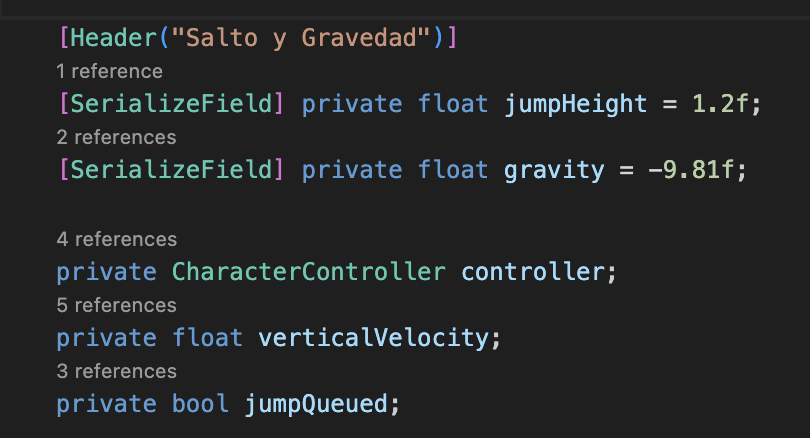 [Header("Salto y Gravedad")]
1 reference
[SerializeField] private float jumpHeight = 1.2f;
2 references
[SerializeField] private float gravity = -9.81f;
4 references
private CharacterController controller;
5 references
private float verticalVelocity;
3 references
private bool jumpQueued;